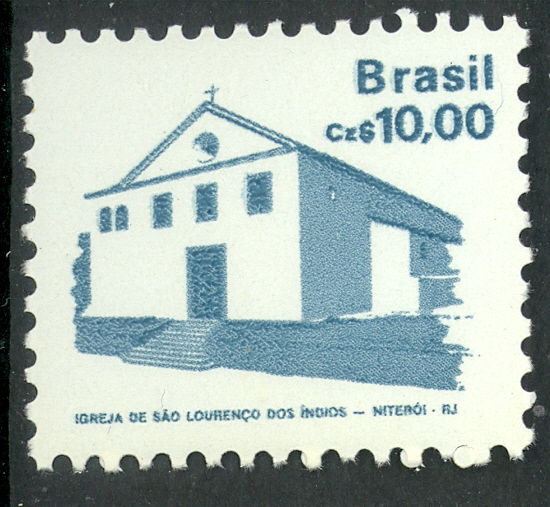 Brasil
Cz$ 10,00
IGREJA DE SÃO LOURENÇO DOS ÍNDIOS — NITERÓI · RJ